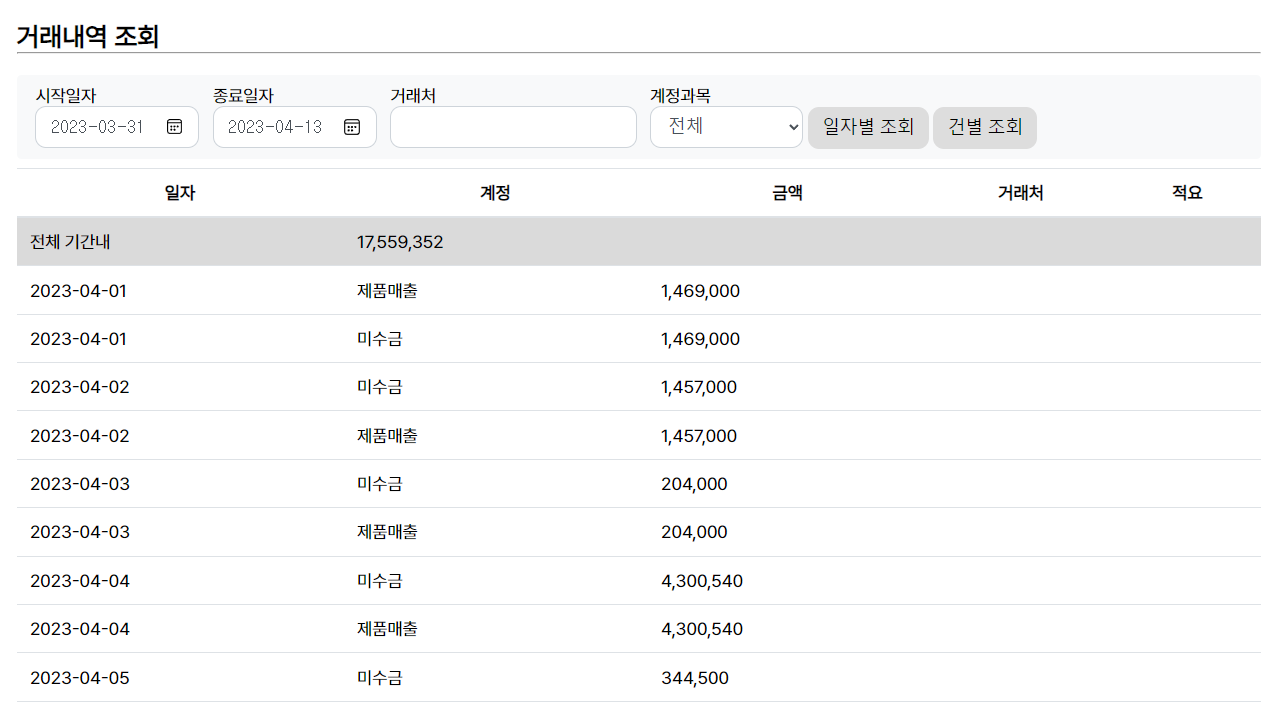 거래내역 조회
시작일자 종료일자 거래처 계정과목
2023-03-31 2023-04-13 전체 일자별 조회 건별 조회
일자 계정 금액 거래처 적요
전체 기간내 17,559,352
2023-04-01 제품매출 1,469,000
2023-04-01 미수금 1,469,000
2023-04-02 미수금 1,457,000
2023-04-02 제품매출 1,457,000
2023-04-03 미수금 204,000
2023-04-03 제품매출 204,000
2023-04-04 미수금 4,300,540
2023-04-04 제품매출 4,300,540
2023-04-05 미수금 344,500